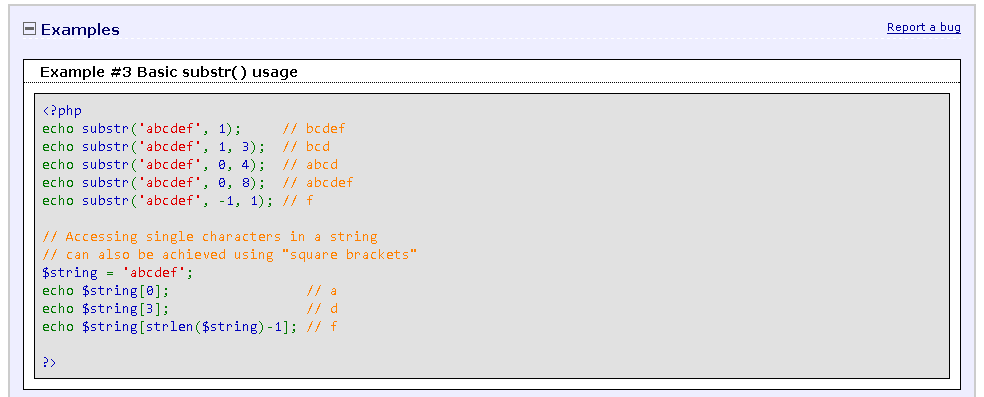 Examples
Report a bug
Example #3 Basic substr() usage
<?php
echo substr('abcdef', 1);     // bcdef
echo substr('abcdef', 1, 3);  // bcd
echo substr('abcdef', 0, 4);  // abcd
echo substr('abcdef', 0, 8);  // abcdef
echo substr('abcdef', -1, 1); // f
// Accessing single characters in a string
// can also be achieved using "square brackets"
$string = 'abcdef';
echo $string[0];                 // a
echo $string[3];                 // d
echo $string[strlen($string)-1]; // f
?>